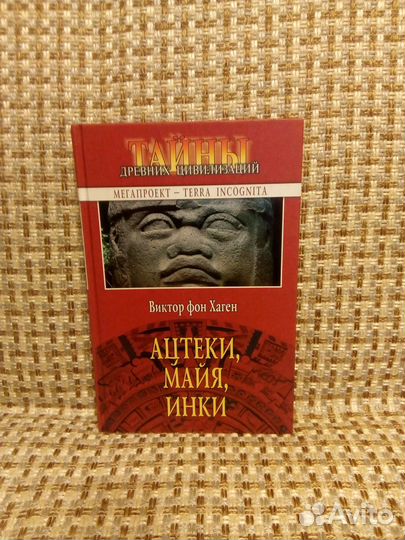 ТАЙНЫ
ДРЕВНИХ ЦИВИЛИЗАЦИЙ
МЕГАПРОЕКТ – TERRA INCOGNITA
Виктор фон Хаген
АЦТЕКИ,
МАЙЯ,
ИНКИ
Avito